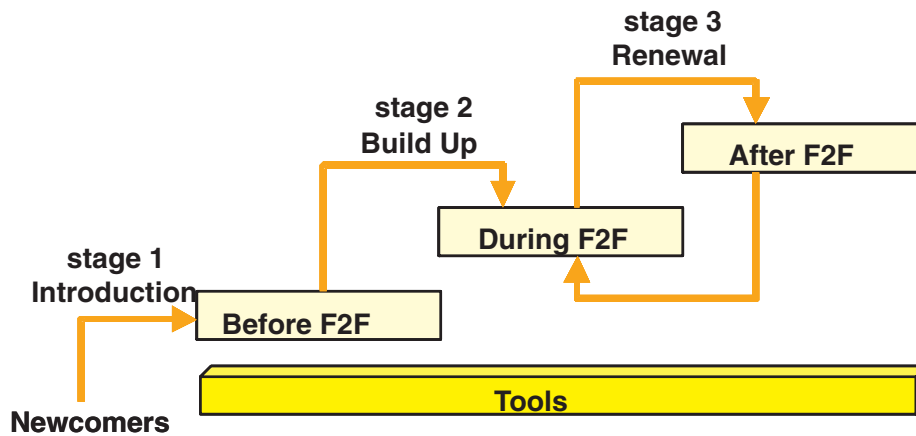 stage 3
Renewal
stage 2
Build Up
After F2F
During F2F
stage 1
Introduction
Before F2F
Tools
Newcomers